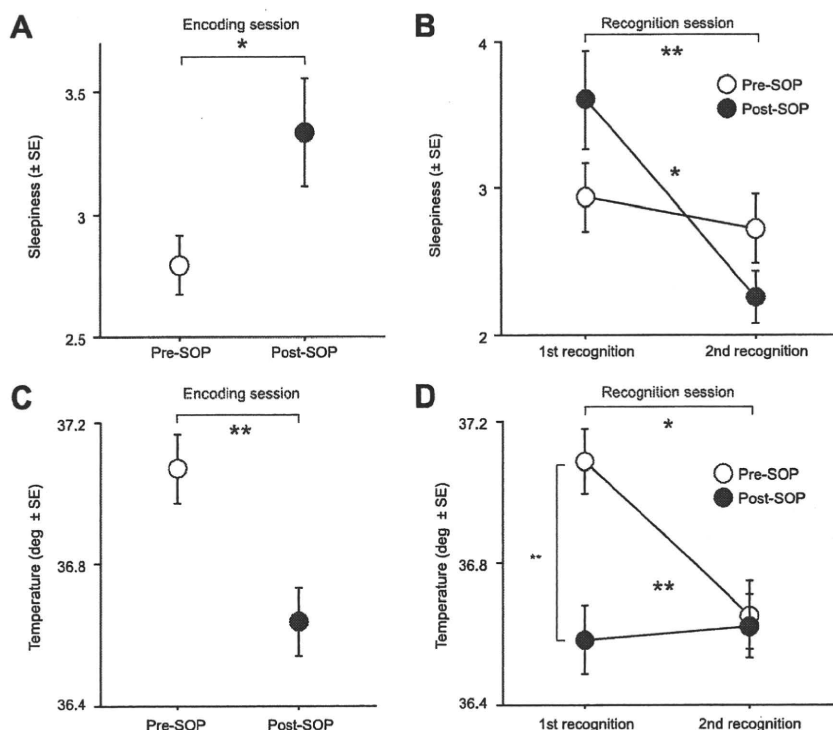 A
Encoding session
*
3.5
3
2.5
Sleepiness (± SE)
Pre-SOP
Post-SOP
B
Recognition session
**
4
3
2
Sleepiness (± SE)
Pre-SOP
Post-SOP
*
1st recognition
2nd recognition
C
Encoding session
**
37.2
36.8
36.4
Temperature (deg ± SE)
Pre-SOP
Post-SOP
D
Recognition session
*
37.2
36.8
36.4
Temperature (deg ± SE)
Pre-SOP
Post-SOP
**
**
1st recognition
2nd recognition